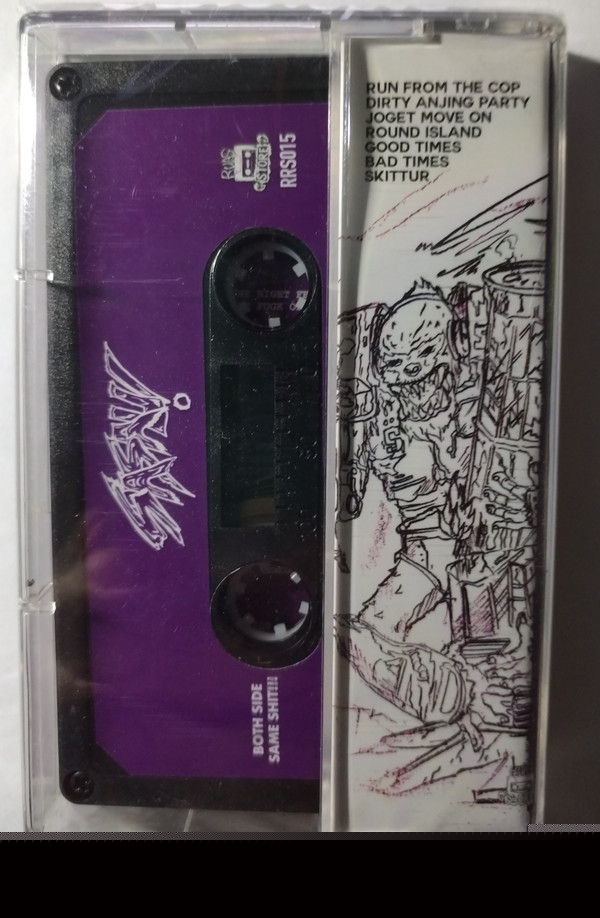 RUN FROM THE COP
DIRTY ANJING PARTY
JOGET MOVE ON
ROUND ISLAND
GOOD TIMES
BAD TIMES
SKITTUR
STORE
RRS015
BOTH SIDE
SAME SHIT!!!